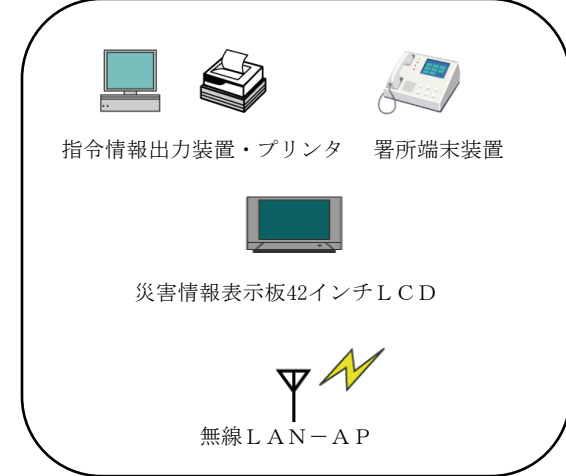 指令情報出力装置・プリンタ　署所端末装置
災害情報表示板42インチＬＣＤ
無線ＬＡＮ－ＡＰ